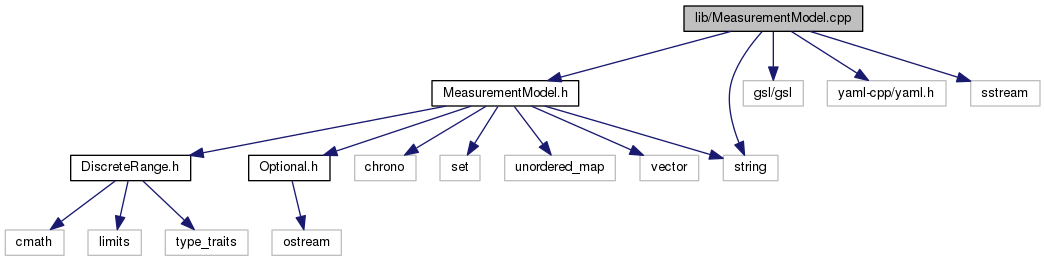 lib/MeasurementModel.cpp
MeasurementModel.h
gsl/gsl
yaml-cpp/yaml.h
sstream
DiscreteRange.h
Optional.h
chrono
set
unordered_map
vector
string
cmath
limits
type_traits
ostream